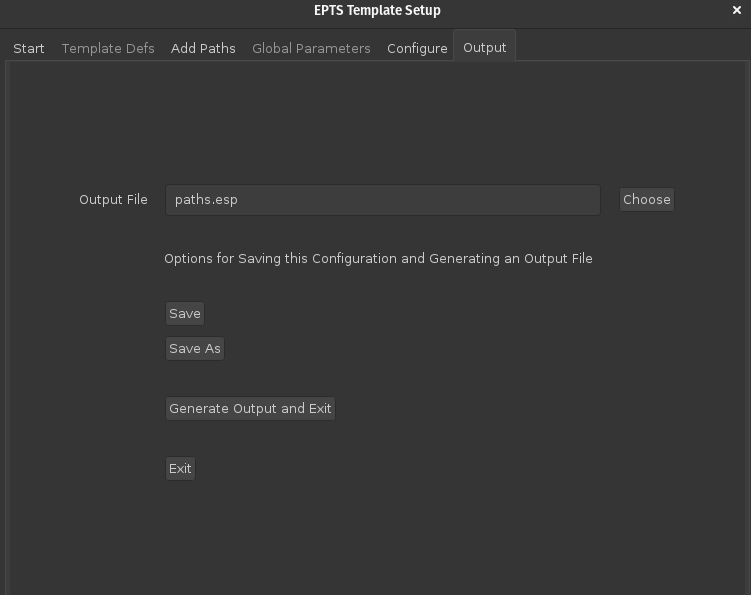 EPTS Template Setup ×
Start Template Defs Add Paths Global Parameters Configure Output
Output File paths.esp Choose
Options for Saving this Configuration and Generating an Output File
Save
Save As
Generate Output and Exit
Exit